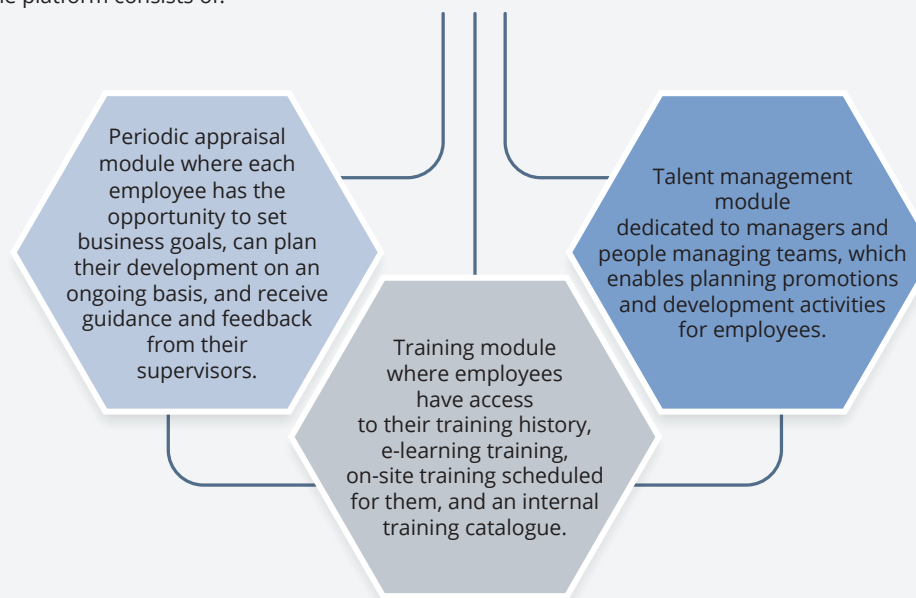 platform consists of:
Periodic appraisal
module where each
employee has the
opportunity to set
business goals, can plan
their development on an
ongoing basis, and receive
guidance and feedback
from their
supervisors.
Training module
where employees
have access
to their training history,
e-learning training,
on-site training scheduled
for them, and an internal
training catalogue.
Talent management
module
dedicated to managers and
people managing teams, which
enables planning promotions
and development activities
for employees.